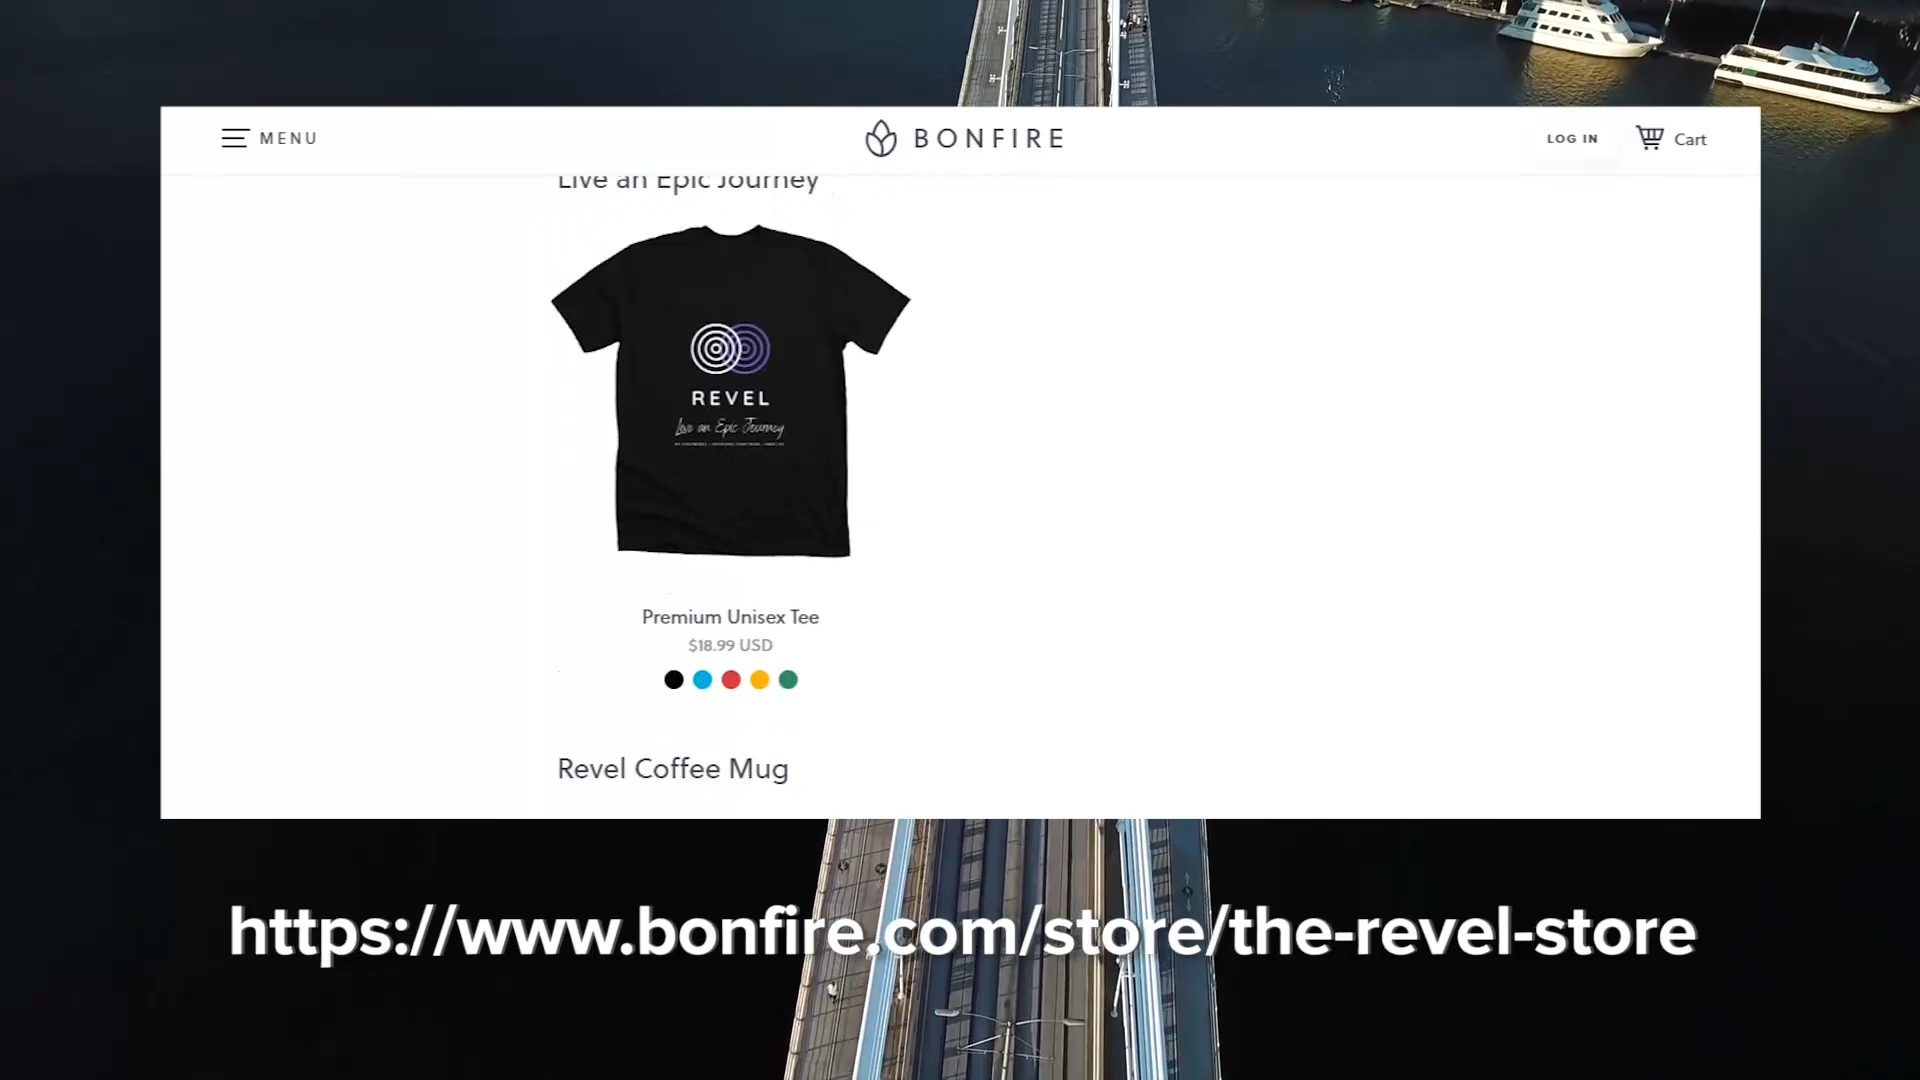 MENU
BONFIRE
LOG IN
Cart
Live an Epic Journey
REVEL
Live an Epic Journey
Premium Unisex Tee
$18.99 USD
Revel Coffee Mug
https://www.bonfire.com/store/the-revel-store